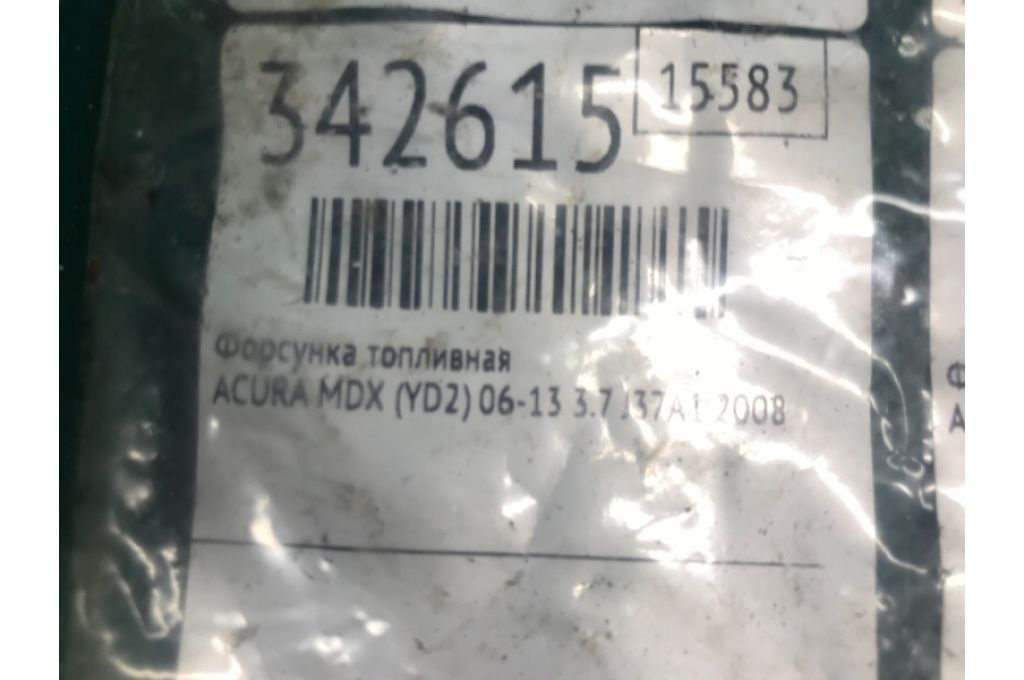 342615
15583
Форсунка топливная
ACURA MDX (YD2) 06-13 3.7 J37A1 2008
Ф
A